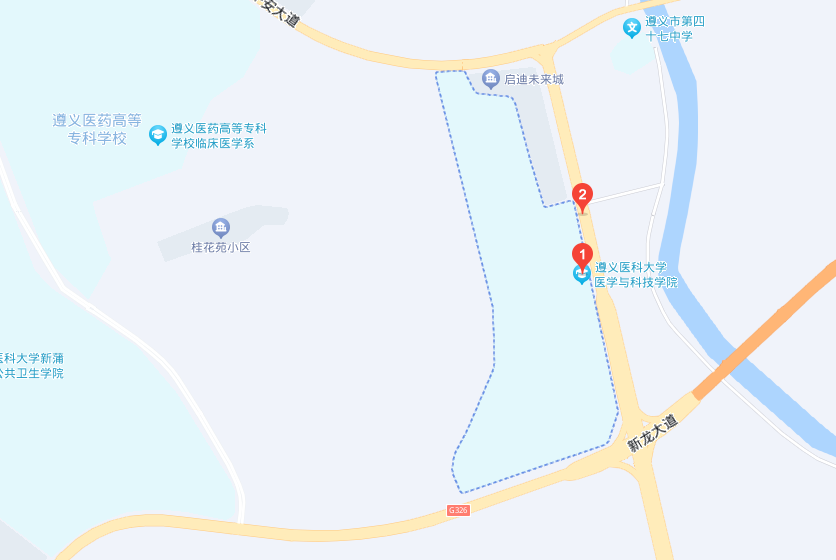 安大道
遵义市第四
十七中学
启迪未来城
遵义医药高等
专科学校
遵义医药高等专科
学校临床医学系
2
桂花苑小区
1
遵义医科大学
医学与科技学院
医科大学新蒲
公共卫生学院
新龙大道
G326